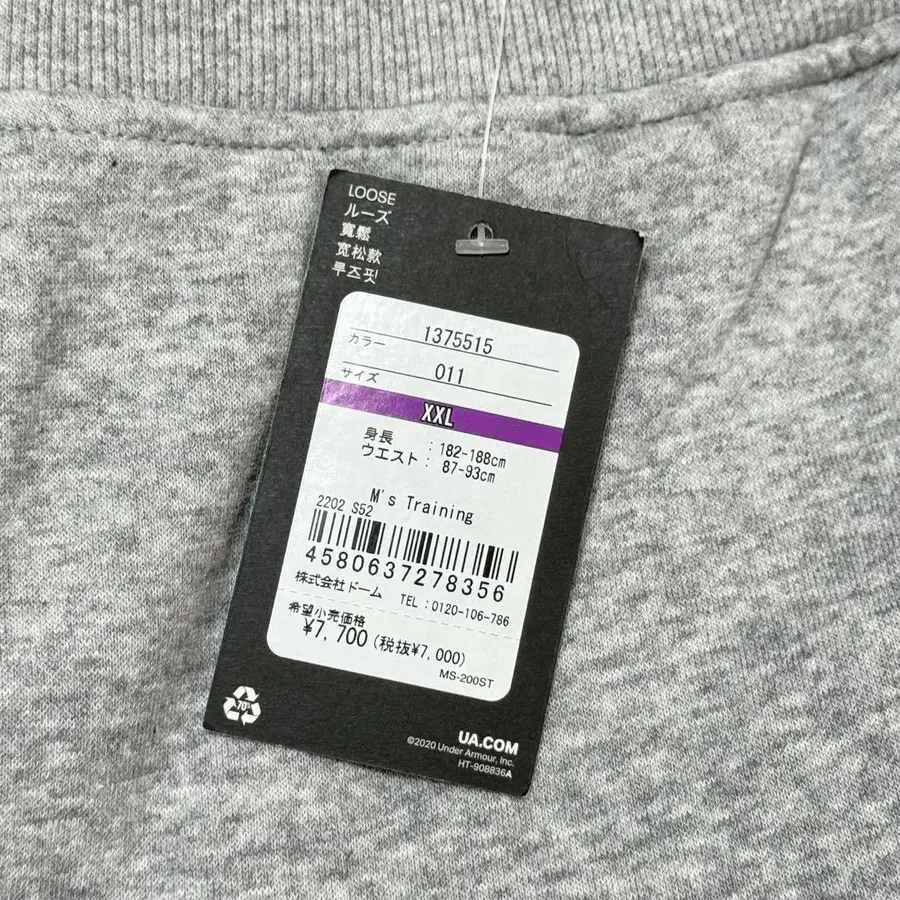 LOOSE
ルーズ
寬鬆
宽松款
루즈핏
1375515
カラー
011
サイズ
XXL
身長 : 182-188cm
ウエスト : 87-93cm
M's Training
2202 S52
4580637278356
株式会社ドーム TEL:0120-106-786
希望小売価格
¥7,700(税抜¥7,000)
MS-200ST
70%
UA.COM
©2020 Under Armour, Inc.
HT-908836A